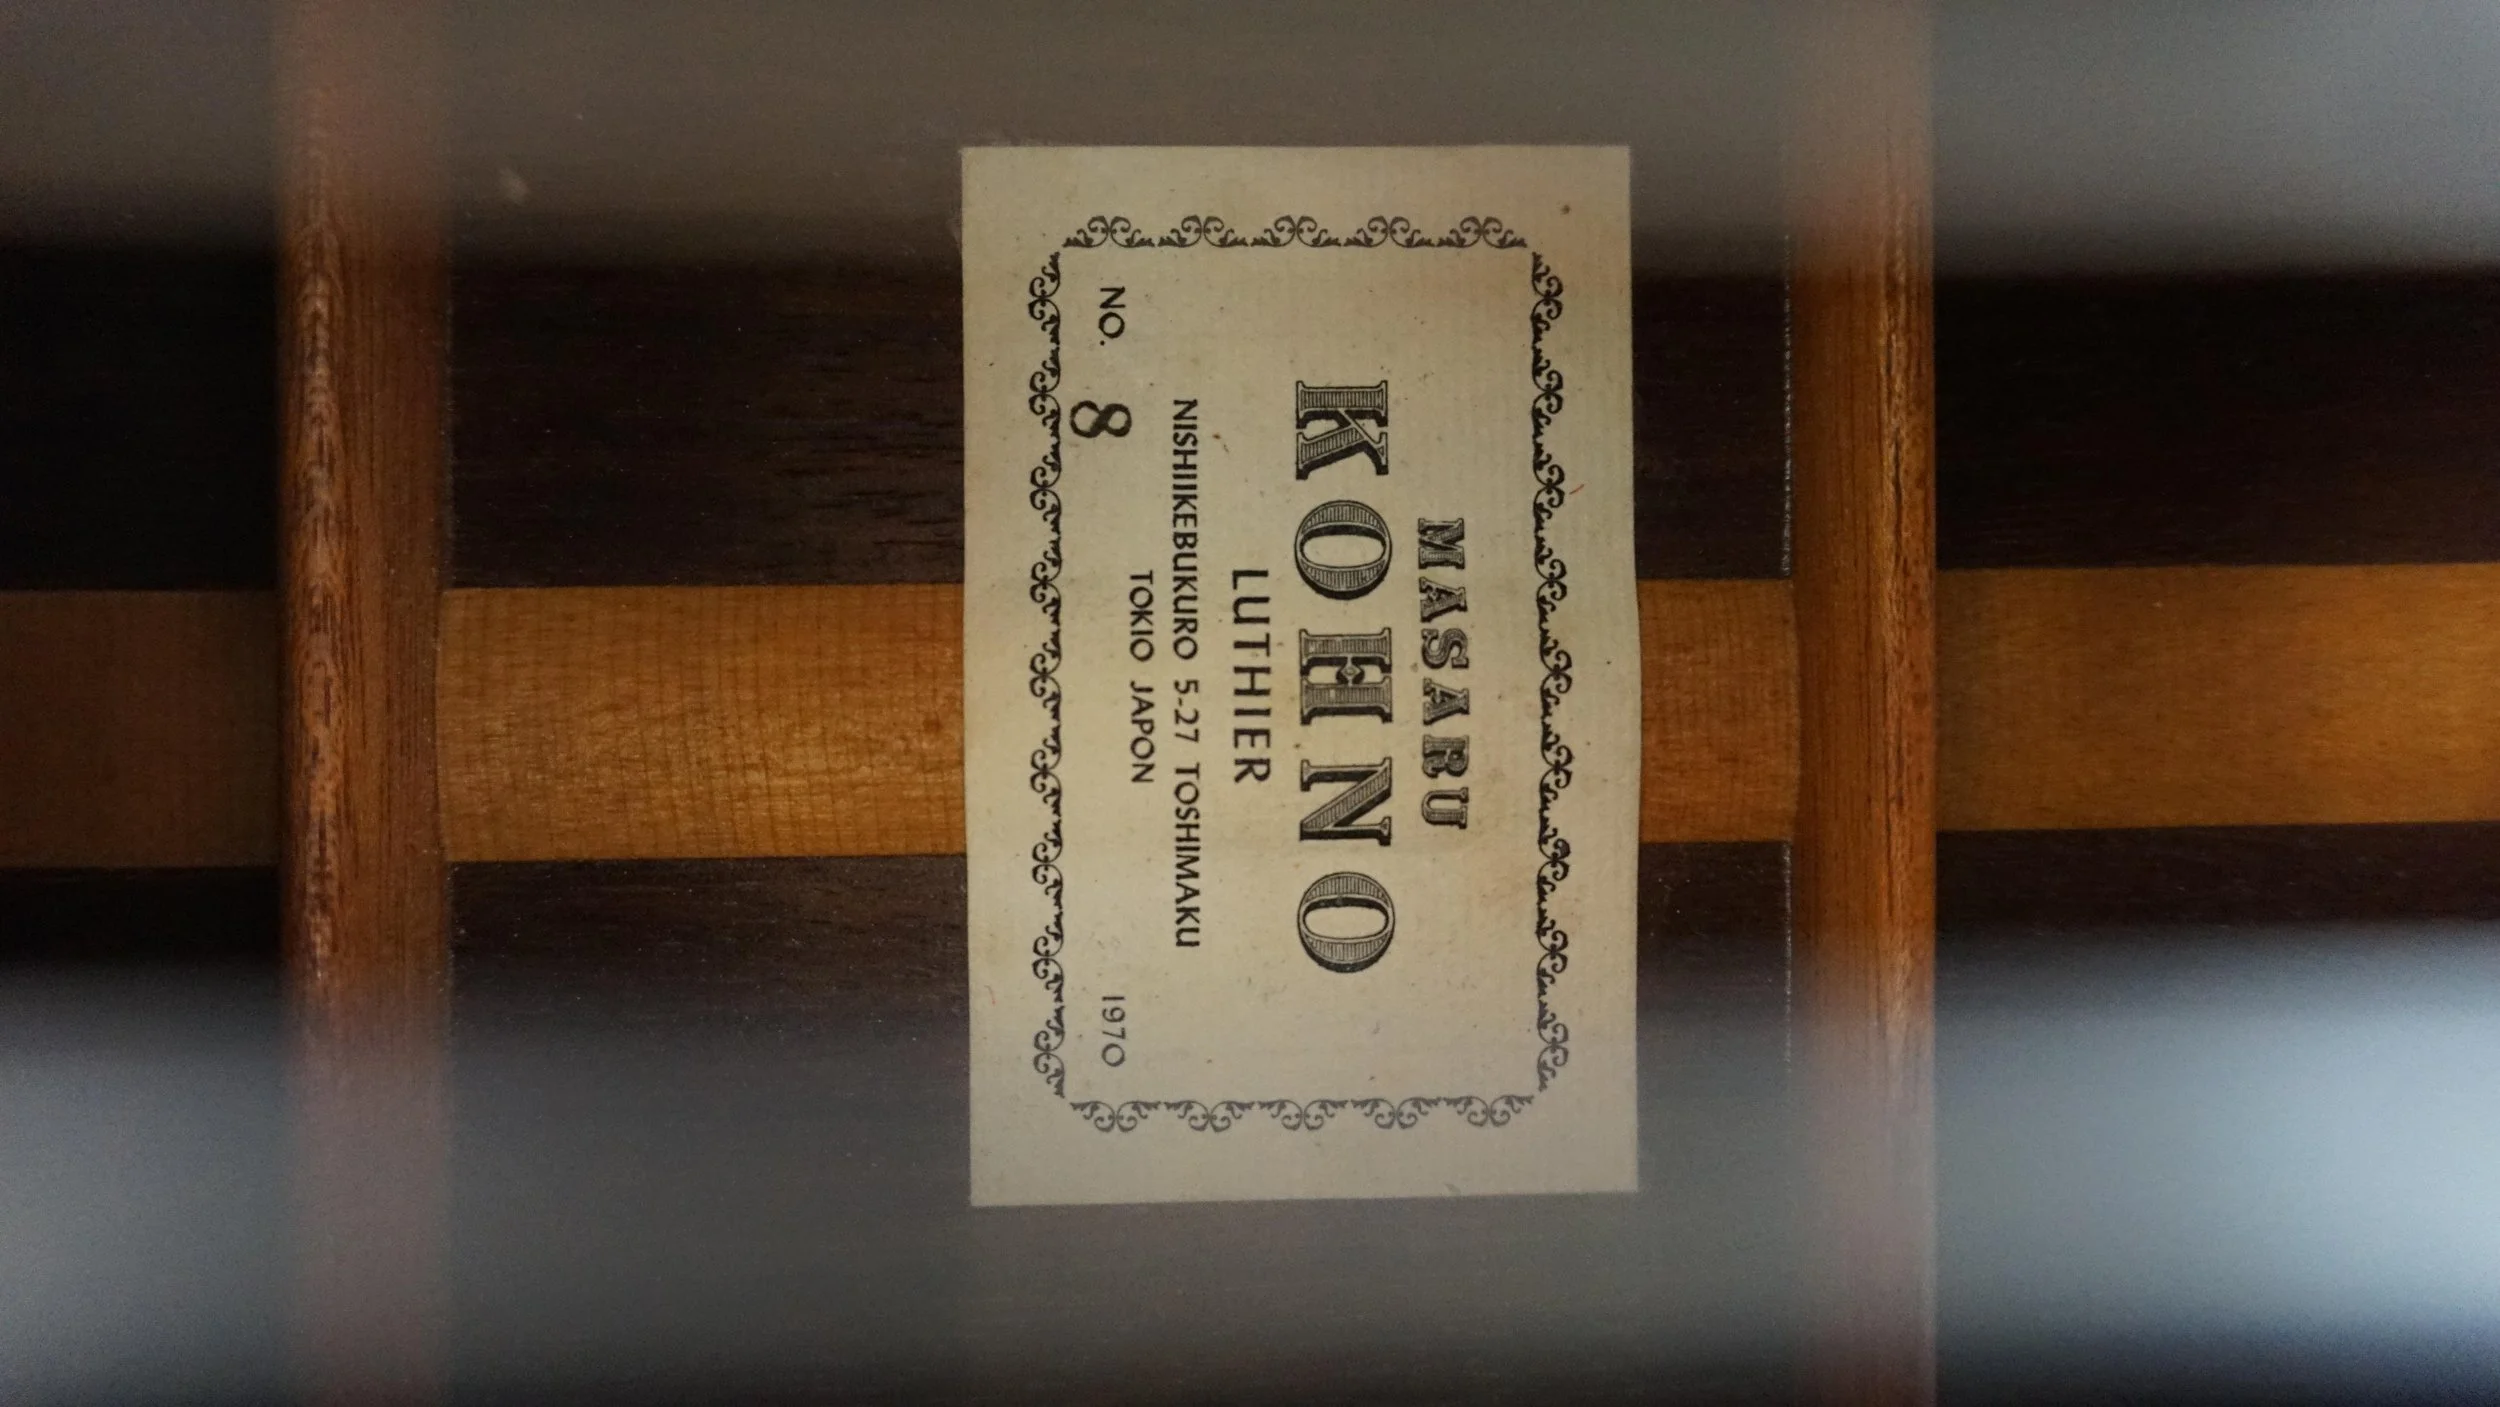 MASARU
KOHNO
LUTHIER
NISHIIKEBUKURO 5-27 TOSHIMAKU
TOKIO JAPON
NO. 8 1970